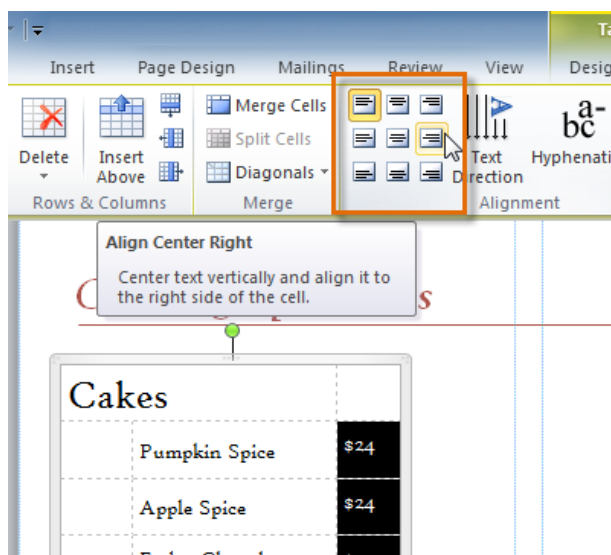 Ta
Insert Page Design Mailings Review View Desig
Merge Cells
Split Cells
Diagonals
Delete
Insert
Above
Text
Direction
a-
bc
Hyphenati
Rows & Columns Merge Alignment
Align Center Right
Center text vertically and align it to
the right side of the cell.
C s
Cakes
Pumpkin Spice $24
Apple Spice $24